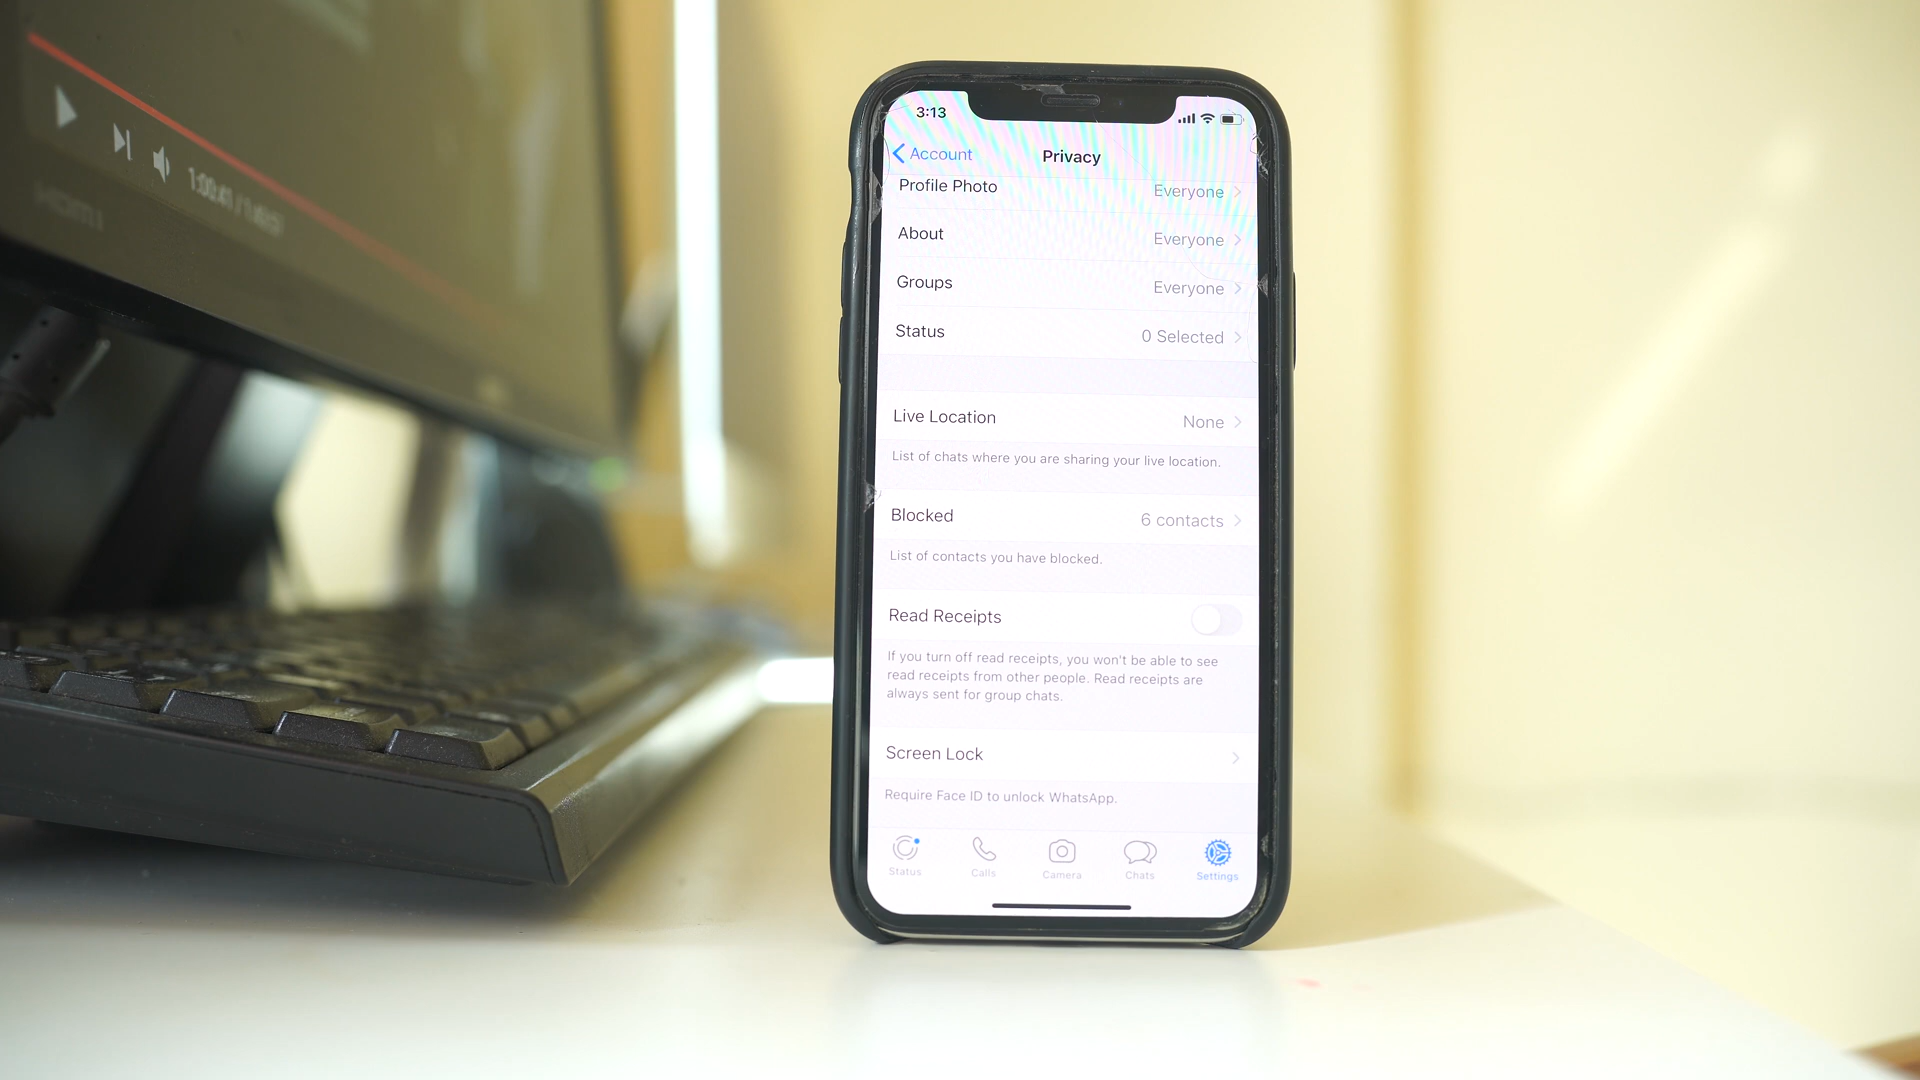 3:13
Account
Privacy
Profile Photo Everyone
About Everyone
Groups Everyone
Status 0 Selected
Live Location None
List of chats where you are sharing your live location.
Blocked 6 contacts
List of contacts you have blocked.
Read Receipts
If you turn off read receipts, you won't be able to see
read receipts from other people. Read receipts are
always sent for group chats.
Screen Lock
Require Face ID to unlock WhatsApp.
Status Calls Camera Chats Settings